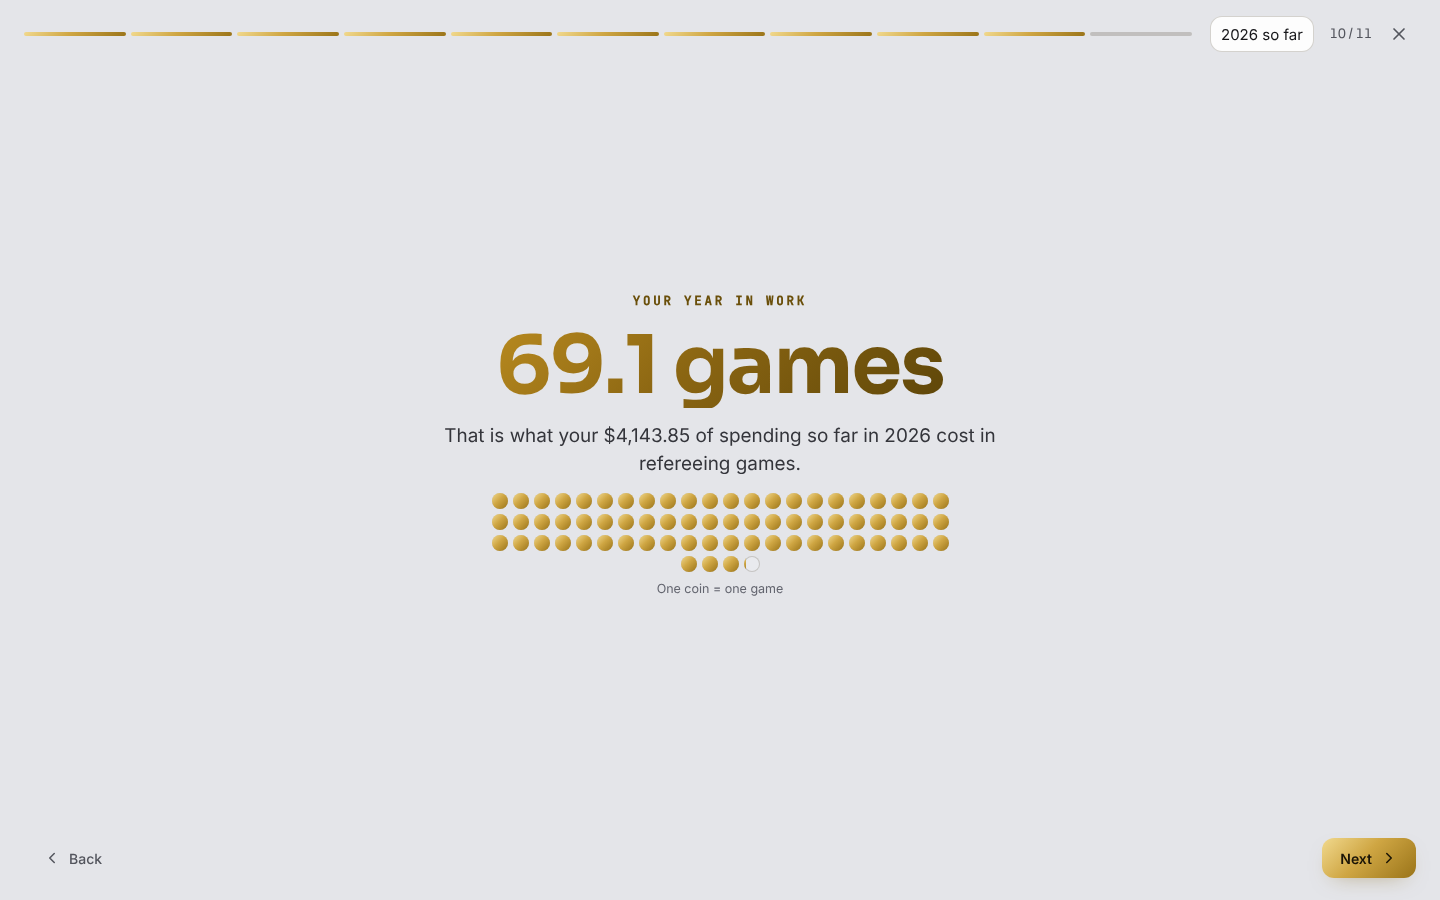 2026 so far
10 / 11
YOUR YEAR IN WORK
69.1 games
That is what your $4,143.85 of spending so far in 2026 cost in
refereeing games.
One coin = one game
Back
Next